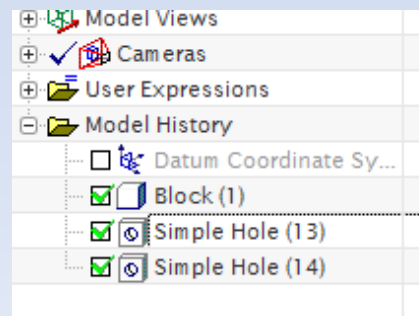 Model Views
Cameras
User Expressions
Model History
Datum Coordinate Sy...
Block (1)
Simple Hole (13)
Simple Hole (14)